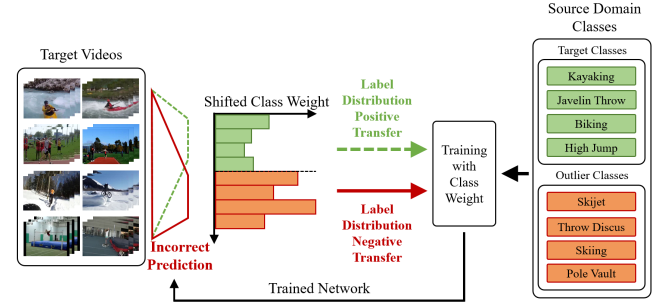 Source Domain
Classes
Target Videos
Target Classes
Kayaking
Javelin Throw
Biking
High Jump
Shifted Class Weight
Label
Distribution
Positive
Transfer
Training
with
Class
Weight
Outlier Classes
Skijet
Throw Discus
Skiing
Pole Vault
Label
Distribution
Negative
Transfer
Incorrect
Prediction
Trained Network